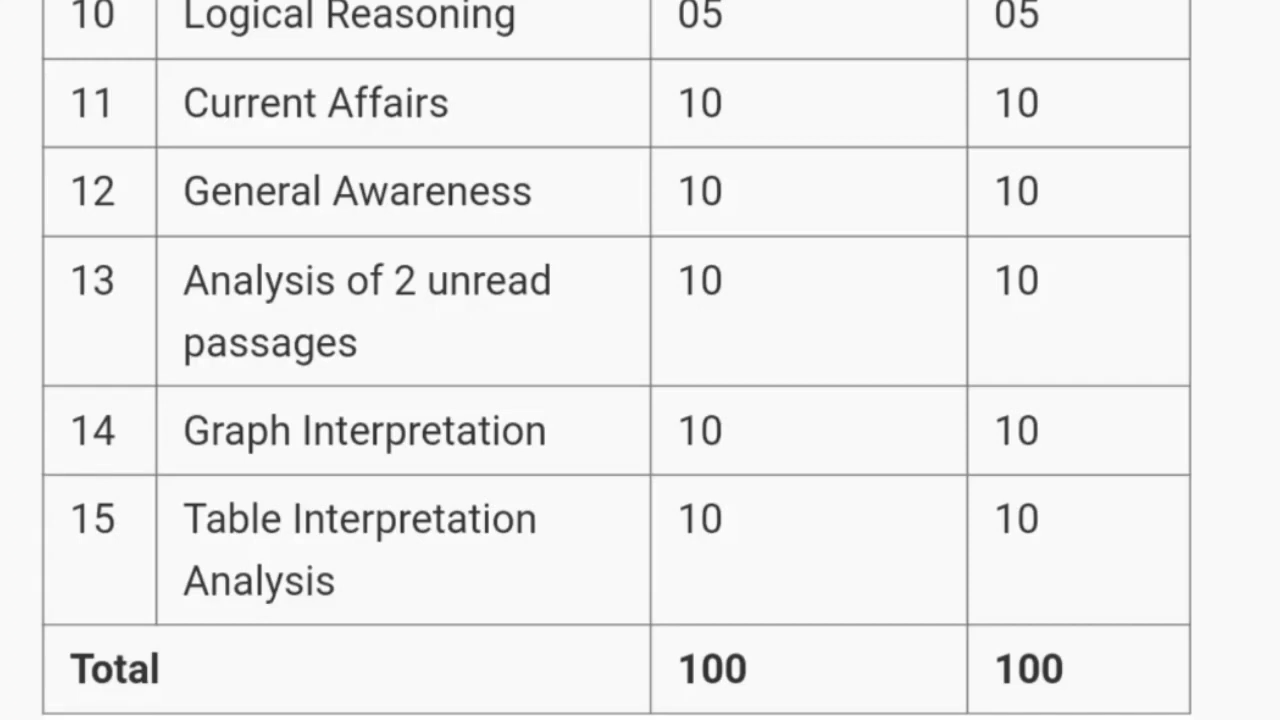 10 Logical Reasoning 05 05
11 Current Affairs 10 10
12 General Awareness 10 10
13 Analysis of 2 unread 10 10
passages
14 Graph Interpretation 10 10
15 Table Interpretation 10 10
Analysis
Total 100 100